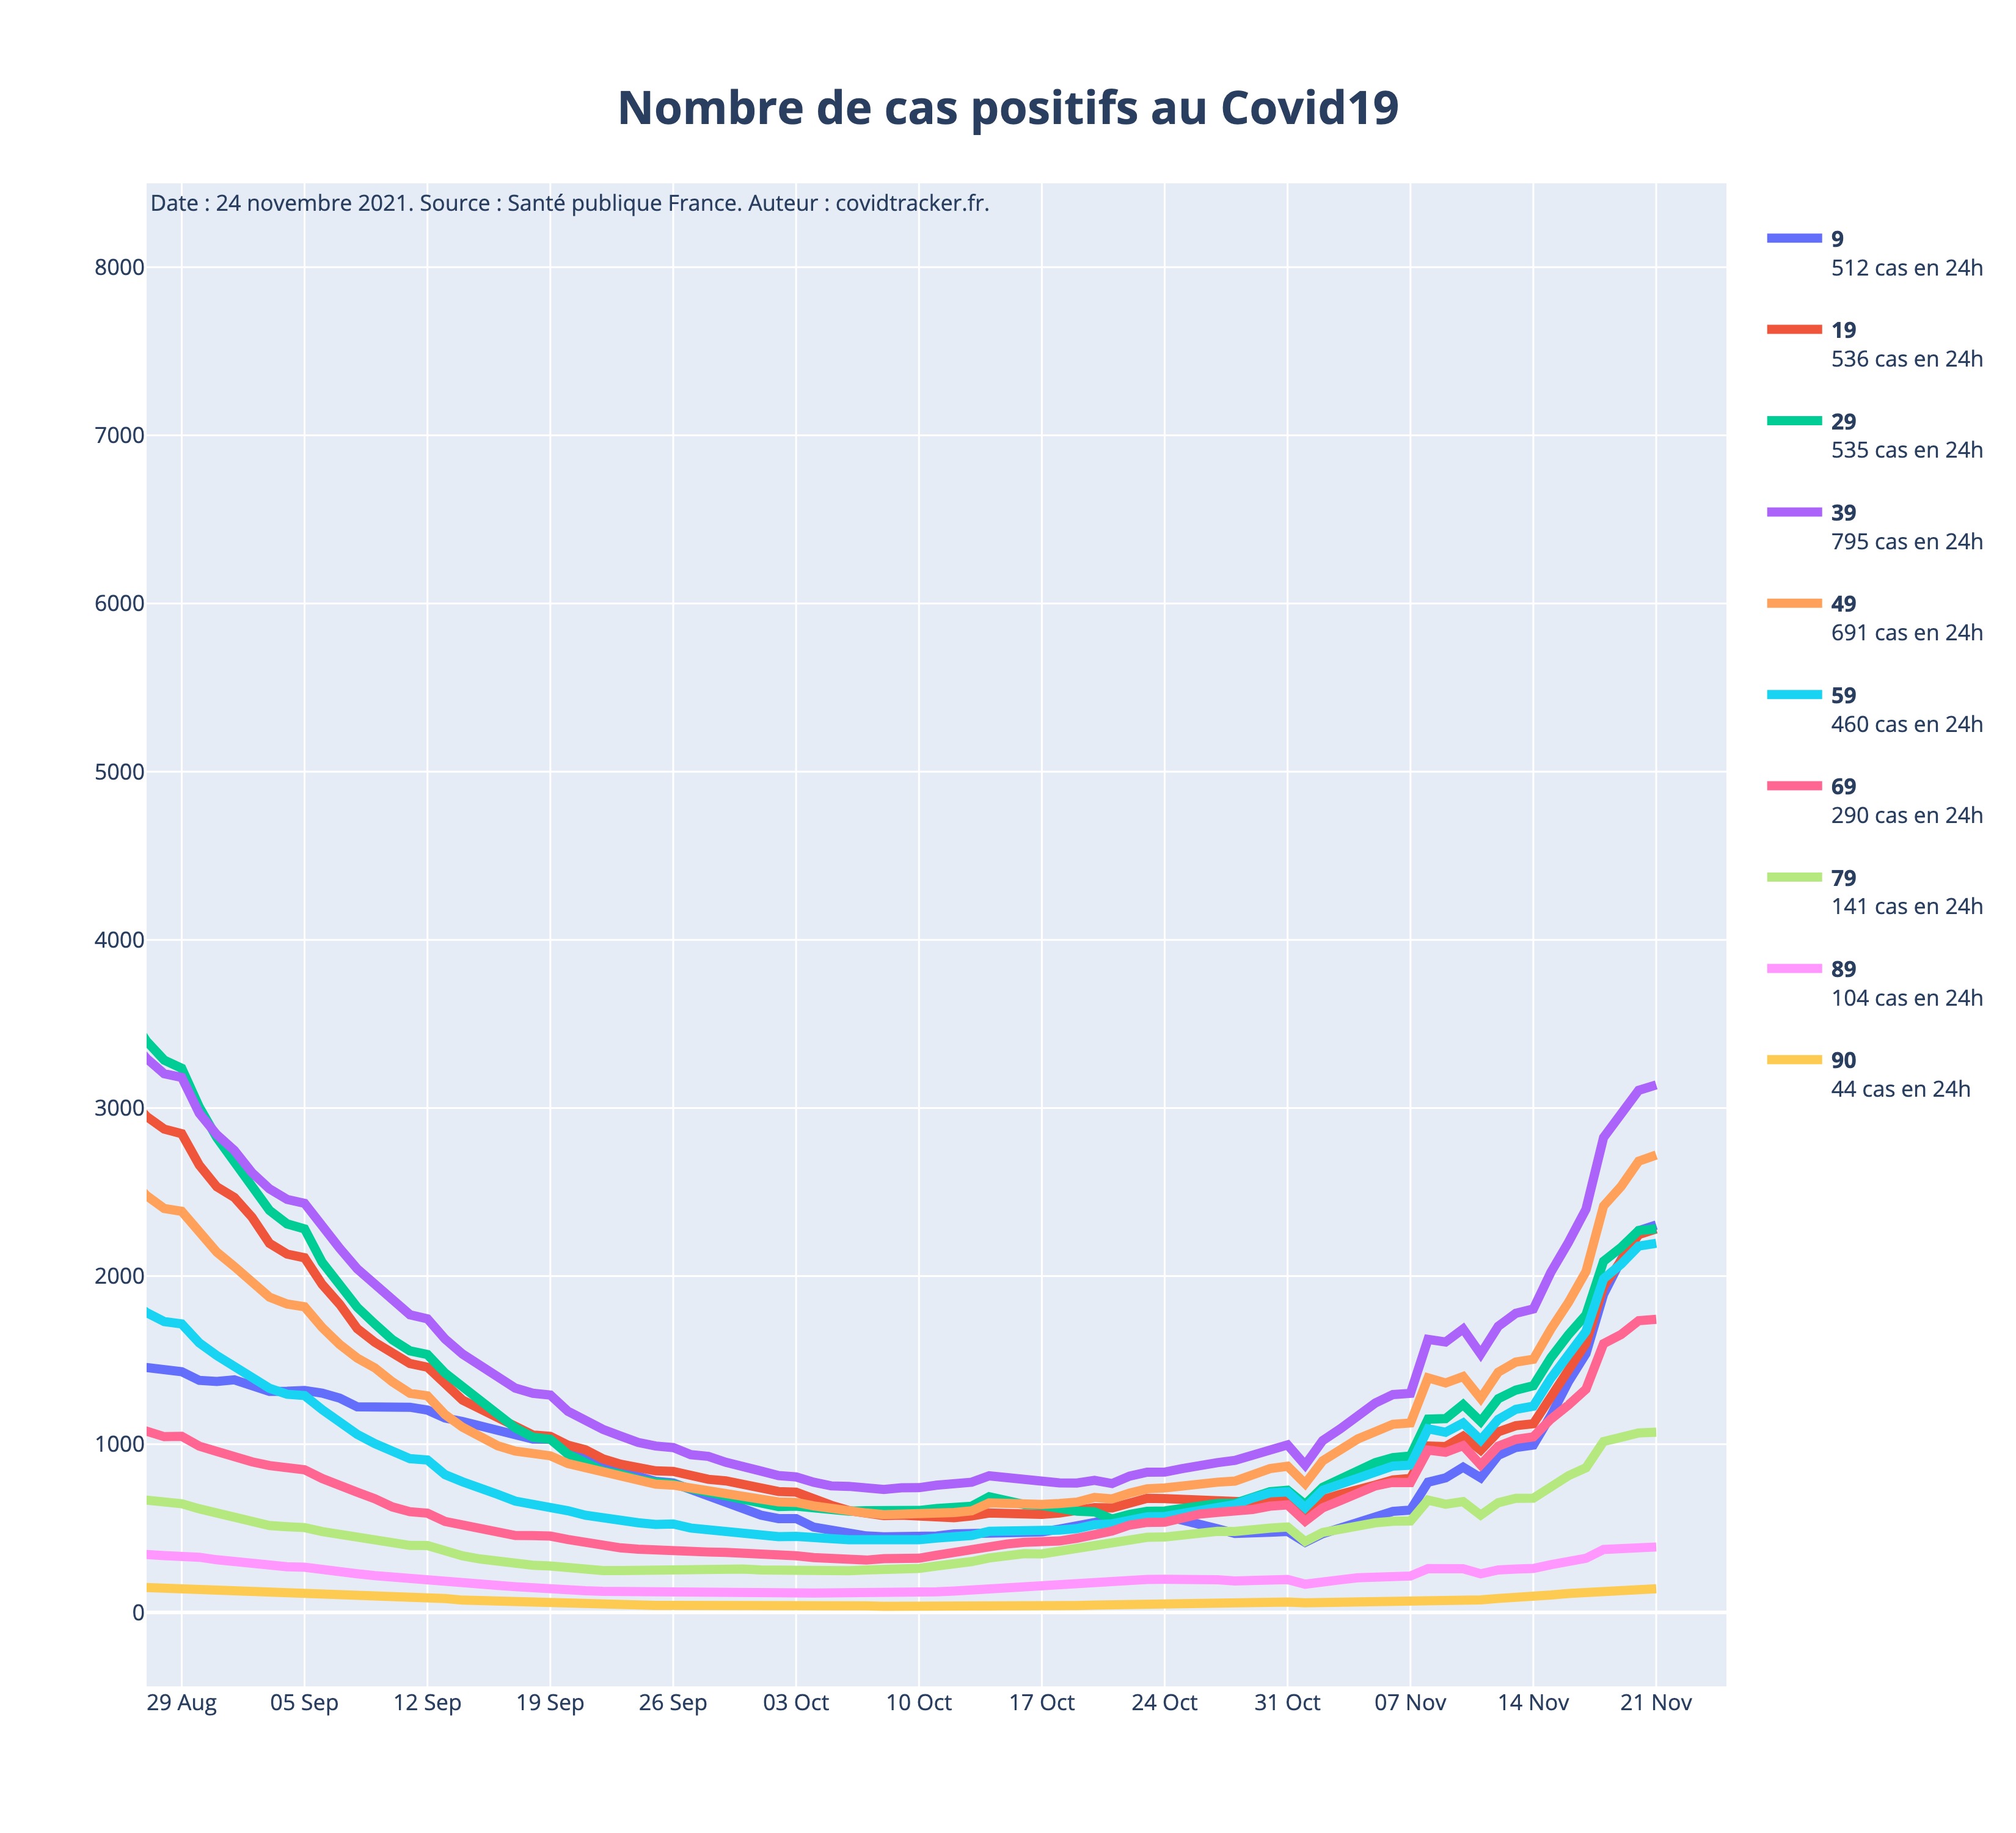 Nombre de cas positifs au Covid19
Date : 24 novembre 2021. Source : Santé publique France. Auteur : covidtracker.fr.
8000
7000
6000
5000
4000
3000
2000
1000
0
29 Aug
05 Sep
12 Sep
19 Sep
26 Sep
03 Oct
10 Oct
17 Oct
24 Oct
31 Oct
07 Nov
14 Nov
21 Nov
9
512 cas en 24h
19
536 cas en 24h
29
535 cas en 24h
39
795 cas en 24h
49
691 cas en 24h
59
460 cas en 24h
69
290 cas en 24h
79
141 cas en 24h
89
104 cas en 24h
90
44 cas en 24h